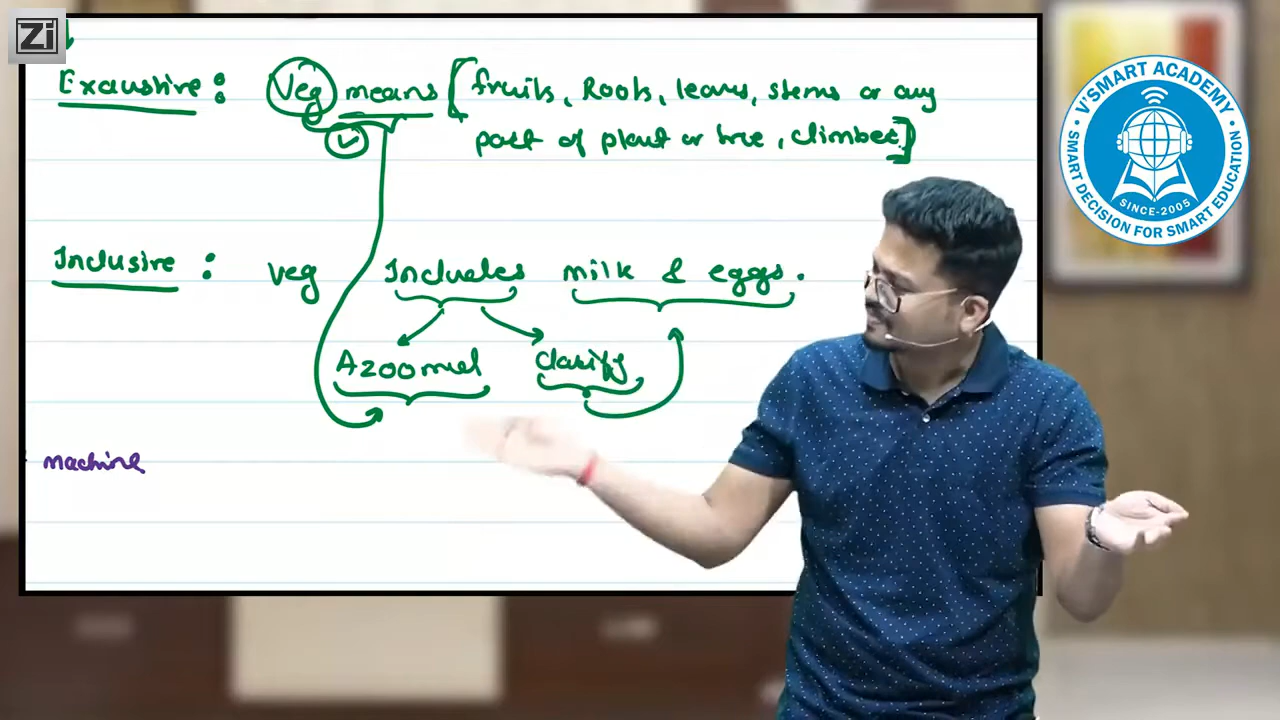 Zi
Exaustive : Veg means [fruits, Roots, leaves, stems or any
part of plant or tree, climber]
Inclusive : veg Includes milk & eggs.
Azoomed Clarify
machine
V'SMART ACADEMY
SINCE-2005
SMART DECISION FOR SMART EDUCATION